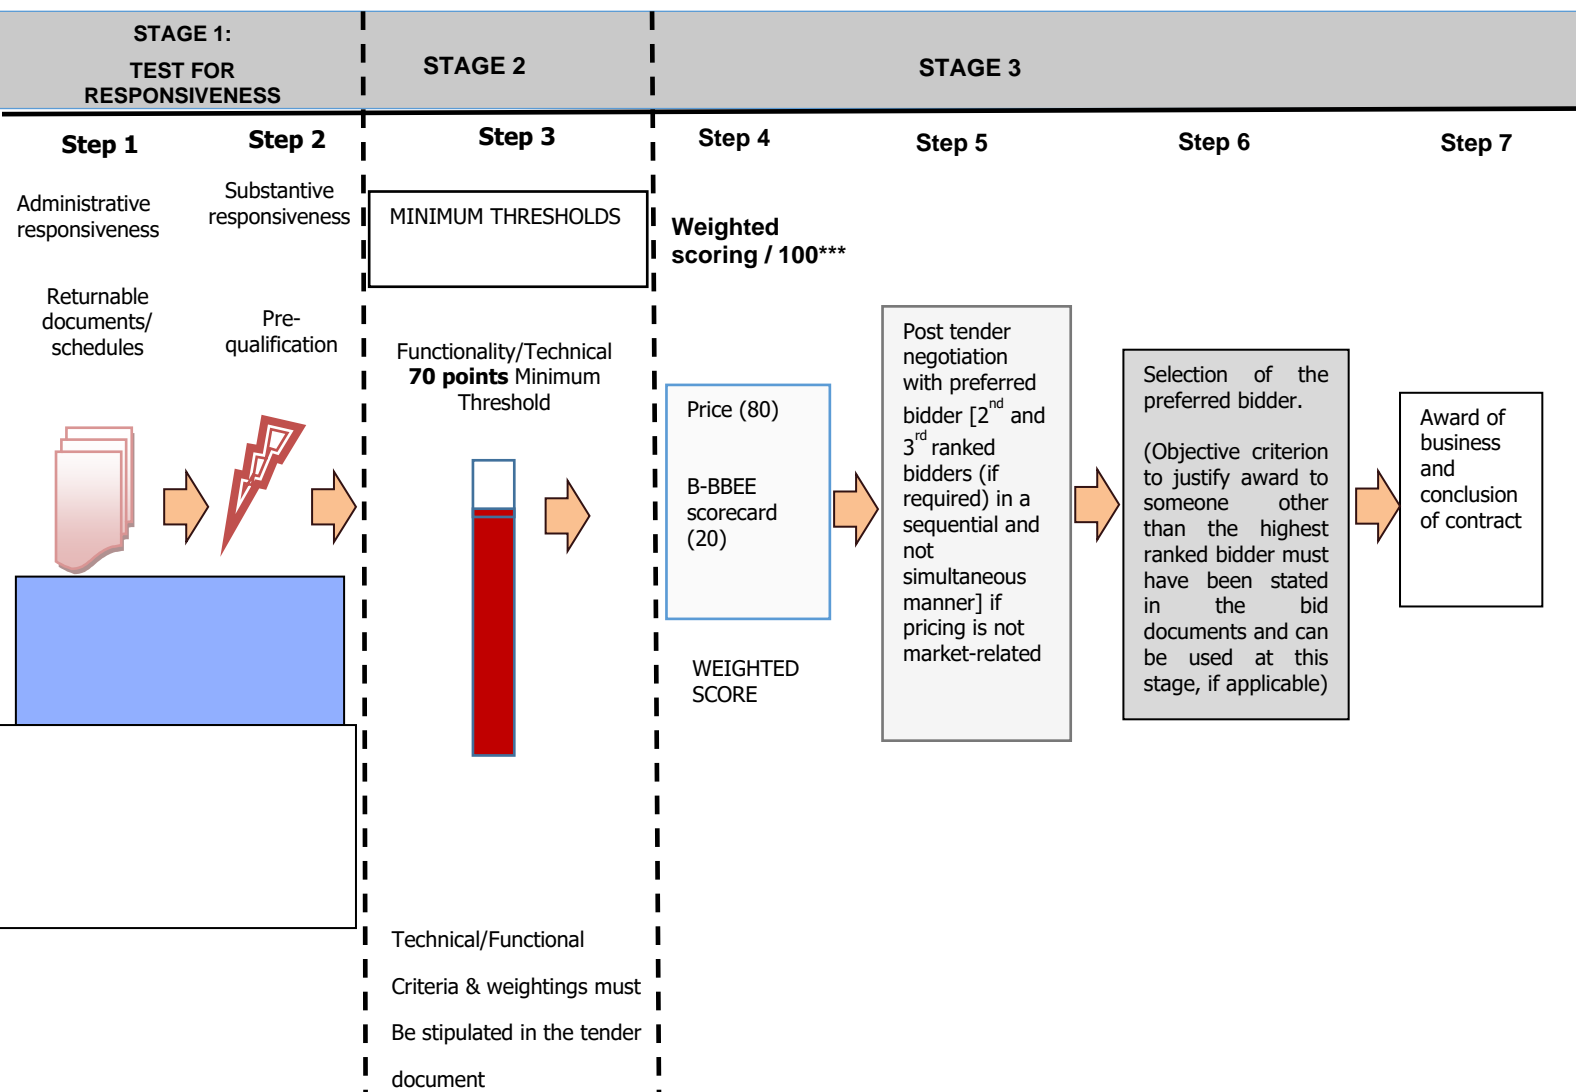 STAGE 1:
TEST FOR
RESPONSIVENESS
STAGE 2
STAGE 3
Step 1
Step 2
Step 3
Step 4
Step 5
Step 6
Step 7
Administrative
responsiveness
Substantive
responsiveness
MINIMUM THRESHOLDS
Weighted
scoring / 100***
Returnable
documents/
schedules
Pre-
qualification
Functionality/Technical
70 points Minimum
Threshold
Price (80)
B-BBEE
scorecard
(20)
WEIGHTED
SCORE
Post tender
negotiation
with preferred
bidder [2nd and
3rd ranked
bidders (if
required) in a
sequential and
not
simultaneous
manner] if
pricing is not
market-related
Selection of the
preferred bidder.
(Objective criterion
to justify award to
someone other
than the highest
ranked bidder must
have been stated
in the bid
documents and can
be used at this
stage, if applicable)
Award of
business
and
conclusion
of contract
Technical/Functional
Criteria & weightings must
Be stipulated in the tender
document